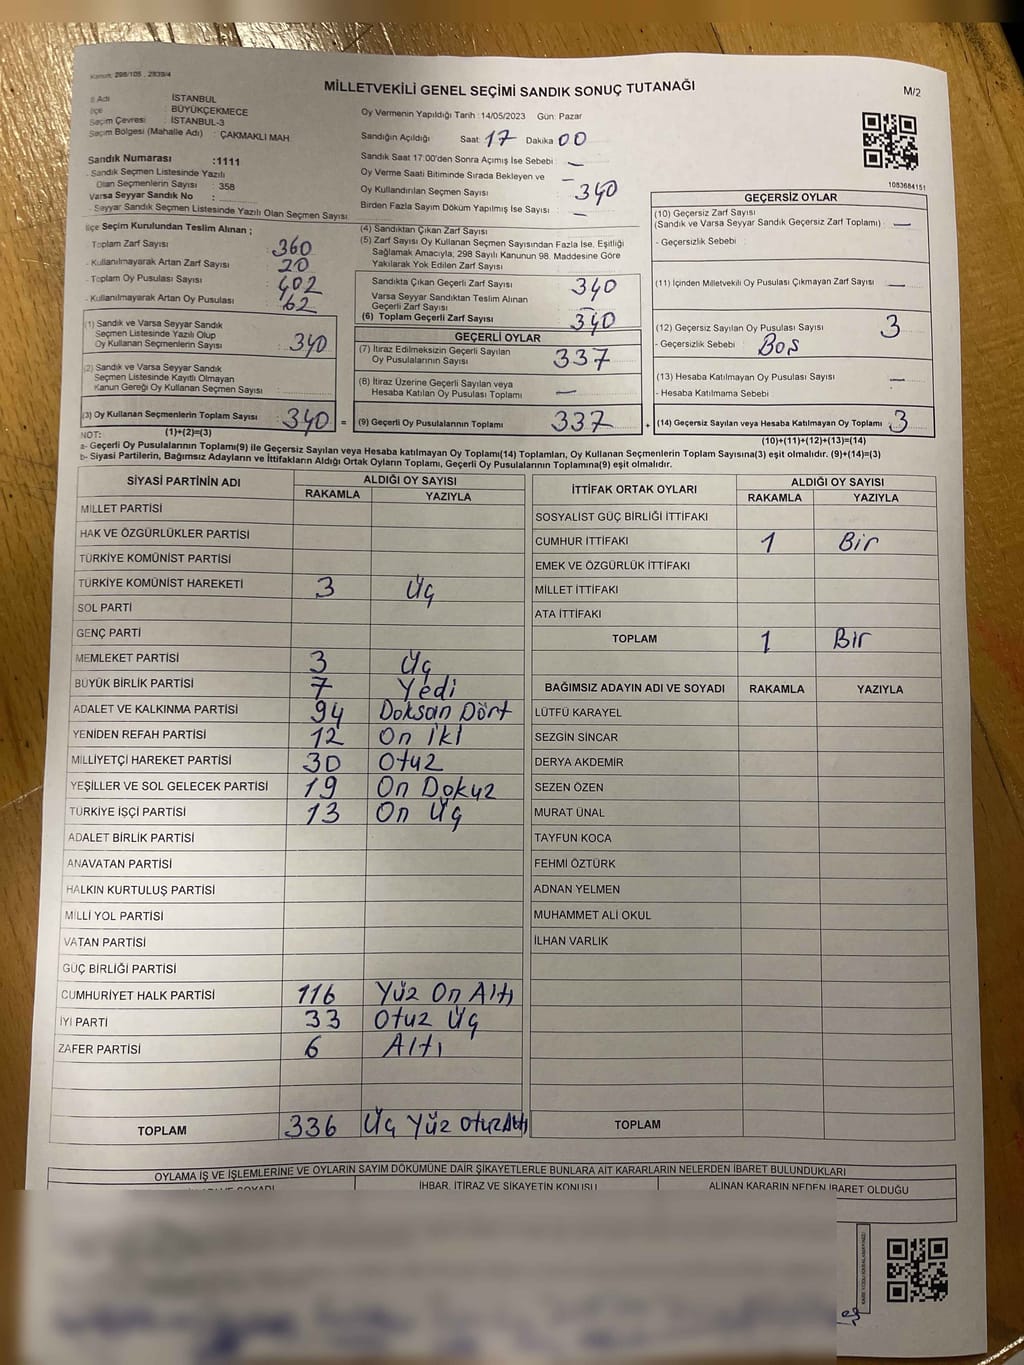 Kanun: 298/105 , 2839/4
MİLLETVEKİLİ GENEL SEÇİMİ SANDIK SONUÇ TUTANAĞI
M/2
İl Adı : İSTANBUL
İlçe : BÜYÜKÇEKMECE
Seçim Çevresi : İSTANBUL-3
Seçim Bölgesi (Mahalle Adı) : ÇAKMAKLI MAH
Oy Vermenin Yapıldığı Tarih : 14/05/2023 Gün: Pazar
Sandığın Açıldığı Saat : 17 Dakika 00
Sandık Saat 17:00'den Sonra Açımış İse Sebebi : —
Oy Verme Saati Bitiminde Sırada Bekleyen ve
Oy Kullandırılan Seçmen Sayısı –
340
Birden Fazla Sayım Döküm Yapılmış İse Sayısı : –
Sandık Numarası :1111
- Sandık Seçmen Listesinde Yazılı
Olan Seçmenlerin Sayısı : 358
Varsa Seyyar Sandık No :
- Seyyar Sandık Seçmen Listesinde Yazılı Olan Seçmen Sayısı
1083684151
İlçe Seçim Kurulundan Teslim Alınan ;
- Toplam Zarf Sayısı : 360
- Kullanılmayarak Artan Zarf Sayısı : 20
- Toplam Oy Pusulası Sayısı : 402
- Kullanılmayarak Artan Oy Pusulası : 62
(1) Sandık ve Varsa Seyyar Sandık
Seçmen Listesinde Yazılı Olup
Oy Kullanan Seçmenlerin Sayısı : 340
(2) Sandık ve Varsa Seyyar Sandık
Seçmen Listesinde Kayıtlı Olmayan
Kanun Gereği Oy Kullanan Seçmen Sayısı :
(3) Oy Kullanan Seçmenlerin Toplam Sayısı : 340 =
(1)+(2)=(3)
(4) Sandıktan Çıkan Zarf Sayısı
(5) Zarf Sayısı Oy Kullanan Seçmen Sayısından Fazla İse, Eşitliği
Sağlamak Amacıyla, 298 Sayılı Kanunun 98. Maddesine Göre
Yakılarak Yok Edilen Zarf Sayısı
Sandıkta Çıkan Geçerli Zarf Sayısı : 340
Varsa Seyyar Sandıktan Teslim Alınan
Geçerli Zarf Sayısı : –
(6) Toplam Geçerli Zarf Sayısı 340
GEÇERLİ OYLAR
(7) İtiraz Edilmeksizin Geçerli Sayılan
Oy Pusulalarının Sayısı : 337
(8) İtiraz Üzerine Geçerli Sayılan veya
Hesaba Katılan Oy Pusulası Toplamı : —
(9) Geçerli Oy Pusulalarının Toplamı : 337 +
GEÇERSİZ OYLAR
(10) Geçersiz Zarf Sayısı
(Sandık ve Varsa Seyyar Sandık Geçersiz Zarf Toplamı) : —
- Geçersizlik Sebebi :
(11) İçinden Milletvekili Oy Pusulası Çıkmayan Zarf Sayısı : —
(12) Geçersiz Sayılan Oy Pusulası Sayısı : 3
- Geçersizlik Sebebi : Boş
(13) Hesaba Katılmayan Oy Pusulası Sayısı : —
- Hesaba Katılmama Sebebi :
(14) Geçersiz Sayılan veya Hesaba Katılmayan Oy Toplamı : 3
(10)+(11)+(12)+(13)=(14)
NOT:
a- Geçerli Oy Pusulalarının Toplamı(9) ile Geçersiz Sayılan veya Hesaba Katılmayan Oy Toplamı(14) Toplamları, Oy Kullanan Seçmenlerin Toplam Sayısına(3) eşit olmalıdır. (9)+(14)=(3)
b- Siyasi Partilerin, Bağımsız Adayların ve İttifakların Aldığı Ortak Oyların Toplamı, Geçerli Oy Pusulalarının Toplamına(9) eşit olmalıdır.
SİYASİ PARTİNİN ADI ALDIĞI OY SAYISI
RAKAMLA YAZIYLA
MİLLET PARTİSİ
HAK VE ÖZGÜRLÜKLER PARTİSİ
TÜRKİYE KOMÜNİST PARTİSİ
TÜRKİYE KOMÜNİST HAREKETİ 3 Üç
SOL PARTİ
GENÇ PARTİ
MEMLEKET PARTİSİ 3 Üç
BÜYÜK BİRLİK PARTİSİ 7 Yedi
ADALET VE KALKINMA PARTİSİ 94 Doksan Dört
YENİDEN REFAH PARTİSİ 12 On İki
MİLLİYETÇİ HAREKET PARTİSİ 30 Otuz
YEŞİLLER VE SOL GELECEK PARTİSİ 19 On Dokuz
TÜRKİYE İŞÇİ PARTİSİ 13 On Üç
ADALET BİRLİK PARTİSİ
ANAVATAN PARTİSİ
HALKIN KURTULUŞ PARTİSİ
MİLLİ YOL PARTİSİ
VATAN PARTİSİ
GÜÇ BİRLİĞİ PARTİSİ
CUMHURİYET HALK PARTİSİ 116 Yüz On Altı
İYİ PARTİ 33 Otuz Üç
ZAFER PARTİSİ 6 Altı
TOPLAM 336 Üç Yüz Otuz Altı
İTTİFAK ORTAK OYLARI ALDIĞI OY SAYISI
RAKAMLA YAZIYLA
SOSYALİST GÜÇ BİRLİĞİ İTTİFAKI
CUMHUR İTTİFAKI 1 Bir
EMEK VE ÖZGÜRLÜK İTTİFAKI
MİLLET İTTİFAKI
ATA İTTİFAKI
TOPLAM 1 Bir
BAĞIMSIZ ADAYIN ADI VE SOYADI RAKAMLA YAZIYLA
LÜTFÜ KARAYEL
SEZGİN SİNCAR
DERYA AKDEMİR
SEZEN ÖZEN
MURAT ÜNAL
TAYFUN KOCA
FEHMİ ÖZTÜRK
ADNAN YELMEN
MUHAMMET ALİ OKUL
İLHAN VARLIK
TOPLAM
OYLAMA İŞ VE İŞLEMLERİNE VE OYLARIN SAYIM DÖKÜMÜNE DAİR ŞİKAYETLERLE BUNLARA AİT KARARLARIN NELERDEN İBARET BULUNDUKLARI
İHBAR, İTİRAZ VE ŞİKAYETİN KONUSU ALINAN KARARIN NEDEN İBARET OLDUĞU